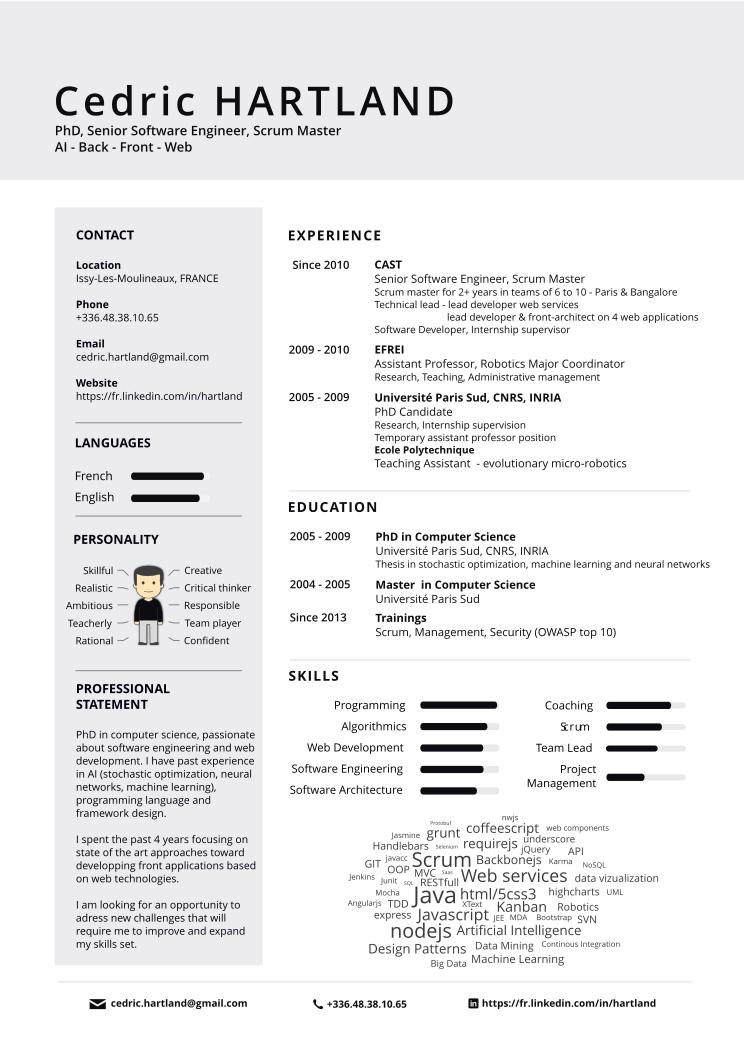 Cedric HARTLAND
PhD, Senior Software Engineer, Scrum Master
AI - Back - Front - Web
CONTACT
Location
Issy-Les-Moulineaux, FRANCE
Phone
+336.48.38.10.65
Email
cedric.hartland@gmail.com
Website
https://fr.linkedin.com/in/hartland
LANGUAGES
French
English
PERSONALITY
Skillful
Creative
Realistic
Critical thinker
Ambitious
Responsible
Teacherly
Team player
Rational
Confident
PROFESSIONAL
STATEMENT
PhD in computer science, passionate
about software engineering and web
development. I have past experience
in AI (stochastic optimization, neural
networks, machine learning),
programming language and
framework design.
I spent the past 4 years focusing on
state of the art approaches toward
developping front applications based
on web technologies.
I am looking for an opportunity to
adress new challenges that will
require me to improve and expand
my skills set.
EXPERIENCE
Since 2010 CAST
Senior Software Engineer, Scrum Master
Scrum master for 2+ years in teams of 6 to 10 - Paris & Bangalore
Technical lead - lead developer web services
lead developer & front-architect on 4 web applications
Software Developer, Internship supervisor
2009 - 2010 EFREI
Assistant Professor, Robotics Major Coordinator
Research, Teaching, Administrative management
2005 - 2009 Université Paris Sud, CNRS, INRIA
PhD Candidate
Research, Internship supervision
Temporary assistant professor position
Ecole Polytechnique
Teaching Assistant - evolutionary micro-robotics
EDUCATION
2005 - 2009 PhD in Computer Science
Université Paris Sud, CNRS, INRIA
Thesis in stochastic optimization, machine learning and neural networks
2004 - 2005 Master in Computer Science
Université Paris Sud
Since 2013 Trainings
Scrum, Management, Security (OWASP top 10)
SKILLS
Programming
Algorithmics
Web Development
Software Engineering
Software Architecture
Coaching
Scrum
Team Lead
Project
Management
nwjs
Protobuf
coffeescript web components
Jasmine grunt
Handlebars Selenium requirejs underscore
jQuery API
javacc Scrum Backbonejs Karma
GIT NoSQL
OOP MVC Saas Web services data vizualization
Jenkins Junit SQL RESTfull
Mocha Java html/5css3 highcharts UML
Angularjs TDD XText Kanban Robotics
express Javascript JEE MDA Bootstrap SVN
nodejs Artificial Intelligence
Design Patterns Data Mining Continous Integration
Big Data Machine Learning
cedric.hartland@gmail.com +336.48.38.10.65 in https://fr.linkedin.com/in/hartland